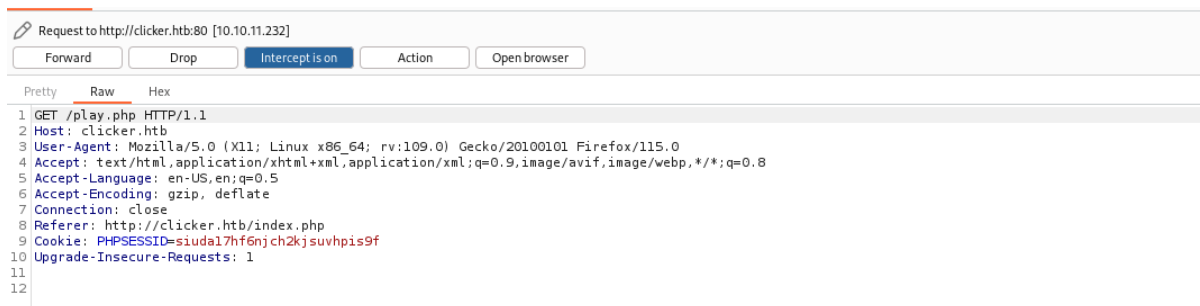 Request to http://clicker.htb:80 [10.10.11.232]
Forward Drop Intercept is on Action Open browser
Pretty Raw Hex
1 GET /play.php HTTP/1.1
2 Host: clicker.htb
3 User-Agent: Mozilla/5.0 (X11; Linux x86_64; rv:109.0) Gecko/20100101 Firefox/115.0
4 Accept: text/html,application/xhtml+xml,application/xml;q=0.9,image/avif,image/webp,*/*;q=0.8
5 Accept-Language: en-US,en;q=0.5
6 Accept-Encoding: gzip, deflate
7 Connection: close
8 Referer: http://clicker.htb/index.php
9 Cookie: PHPSESSID=siuda17hf6njch2kjsuvhpis9f
10 Upgrade-Insecure-Requests: 1
11
12